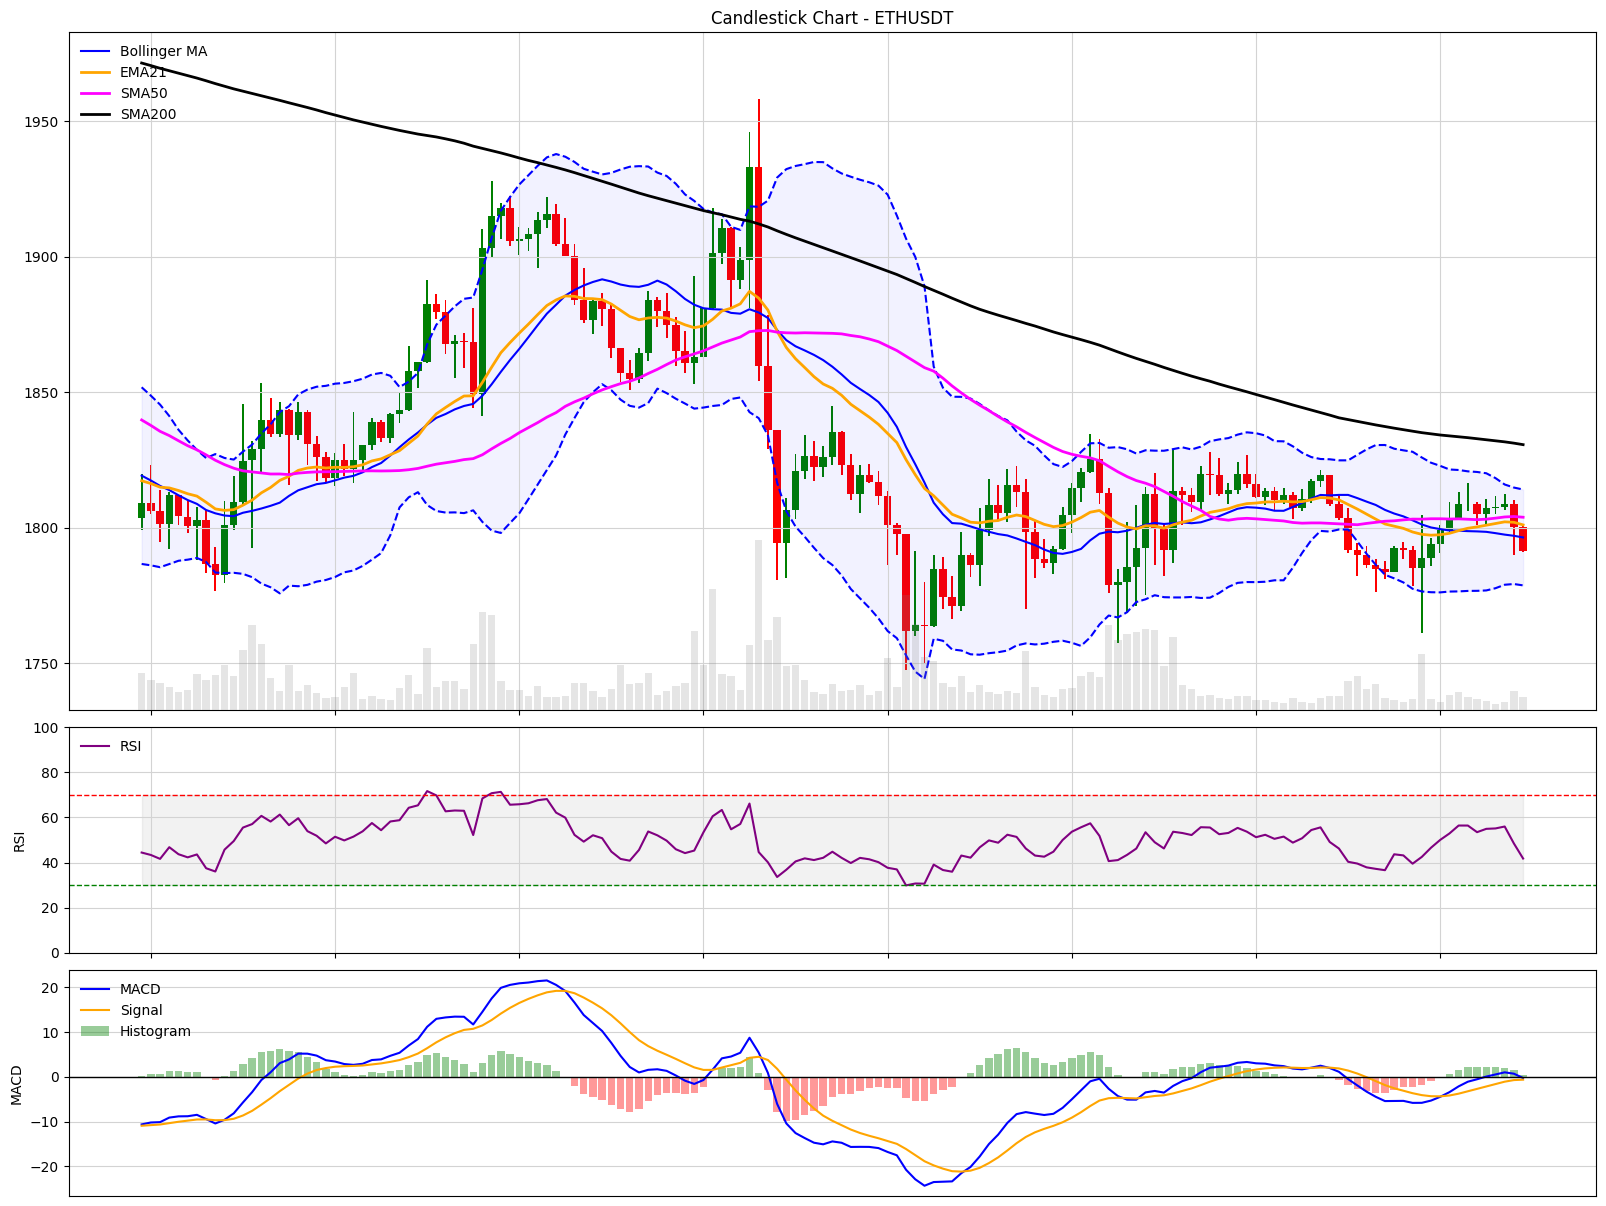 Candlestick Chart - ETHUSDT
Bollinger MA
EMA21
SMA50
SMA200
1950
1900
1850
1800
1750
RSI
100
80
60
40
20
0
RSI
MACD
Signal
Histogram
20
10
0
−10
−20
MACD